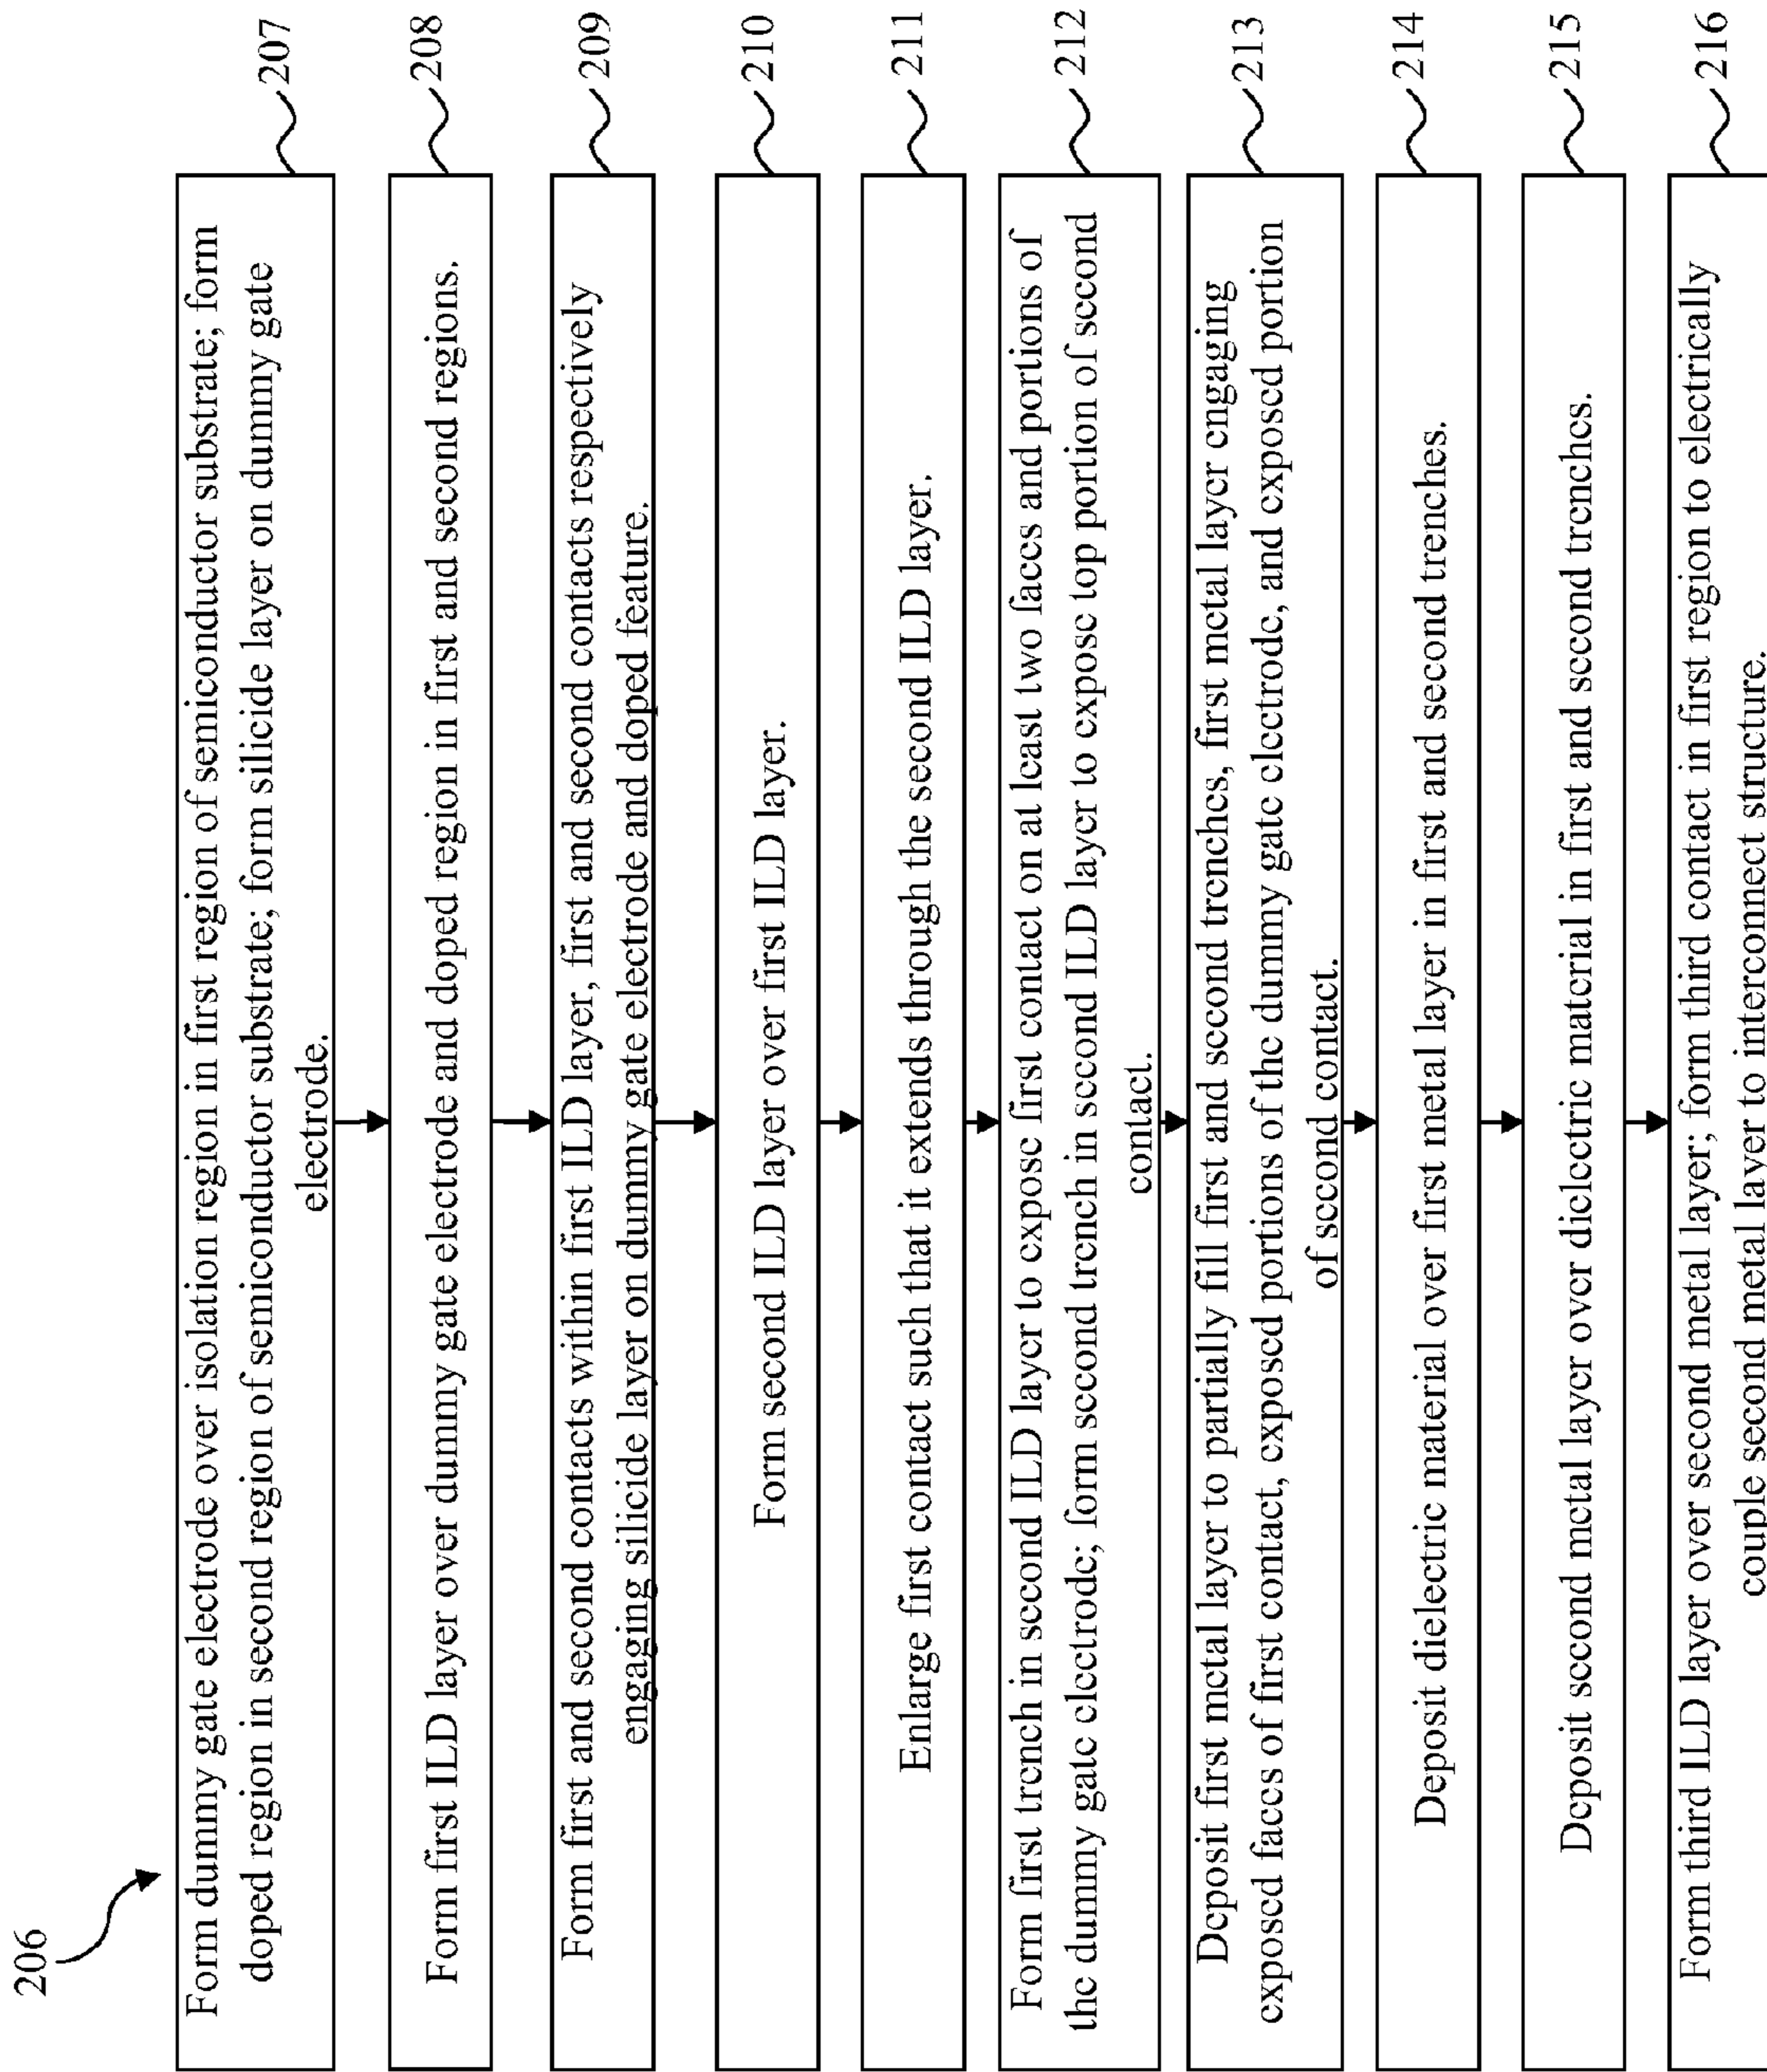 206
Form dummy gate electrode over isolation region in first region of semiconductor substrate; form
doped region in second region of semiconductor substrate; form silicide layer on dummy gate
electrode.
207
Form first ILD layer over dummy gate electrode and doped region in first and second regions.
208
Form first and second contacts within first ILD layer, first and second contacts respectively
engaging silicide layer on dummy gate electrode and doped feature.
209
Form second ILD layer over first ILD layer.
210
Enlarge first contact such that it extends through the second ILD layer.
211
Form first trench in second ILD layer to expose first contact on at least two faces and portions of
the dummy gate electrode; form second trench in second ILD layer to expose top portion of second
contact.
212
Deposit first metal layer to partially fill first and second trenches, first metal layer engaging
exposed faces of first contact, exposed portions of the dummy gate electrode, and exposed portion
of second contact.
213
Deposit dielectric material over first metal layer in first and second trenches.
214
Deposit second metal layer over dielectric material in first and second trenches.
215
Form third ILD layer over second metal layer; form third contact in first region to electrically
couple second metal layer to interconnect structure.
216